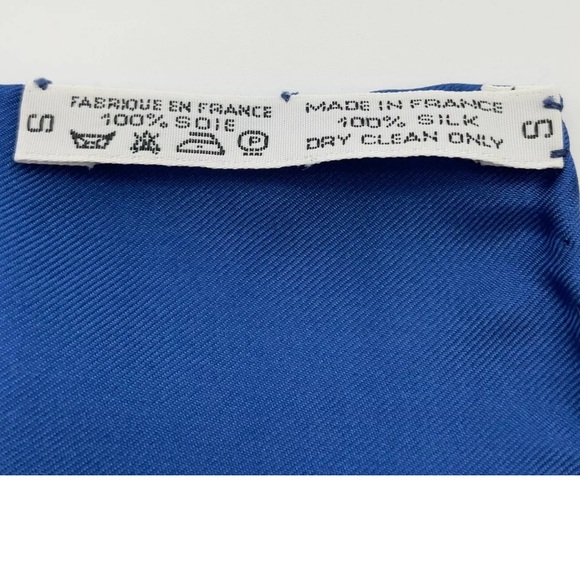 S
FABRIQUE EN FRANCE
100% SOIE
P
MADE IN FRANCE
100% SILK
DRY CLEAN ONLY
S